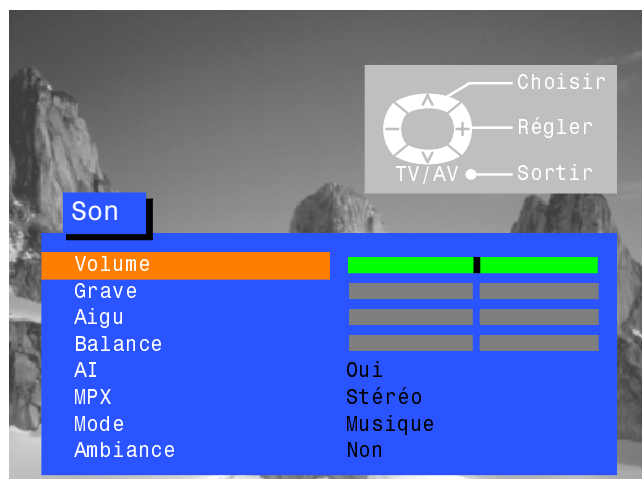 Choisir
Régler
TV/AV Sortir
Son
Volume
Grave
Aigu
Balance
AI Oui
MPX Stéréo
Mode Musique
Ambiance Non